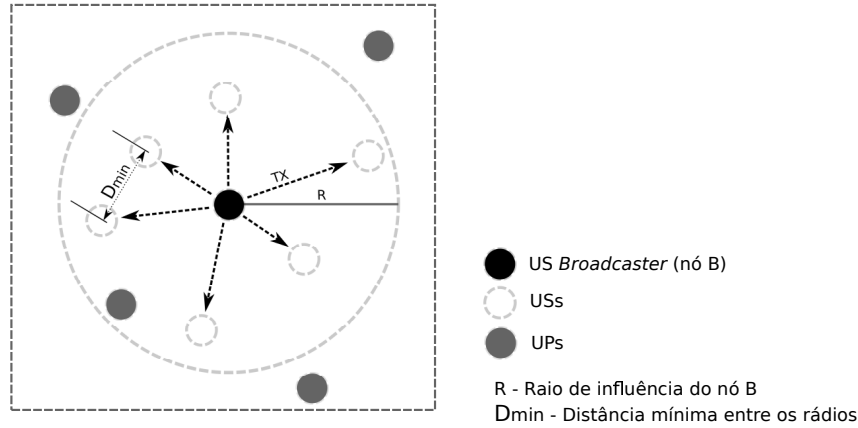 Dmin
TX
R
US Broadcaster (nó B)
USs
UPs
R - Raio de influência do nó B
Dmin - Distância mínima entre os rádios